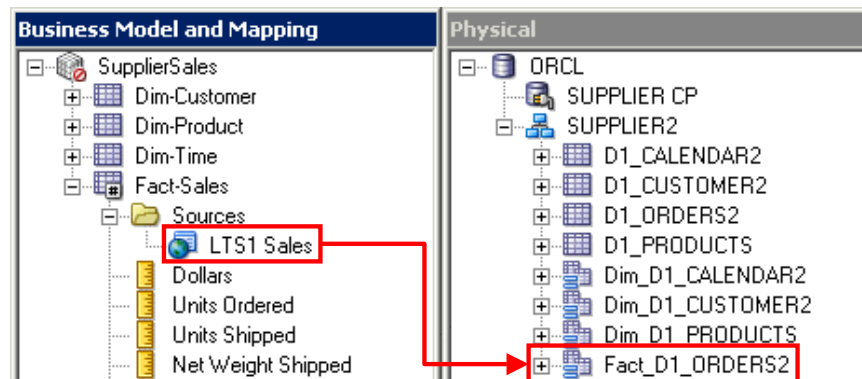 Business Model and Mapping
SupplierSales
Dim-Customer
Dim-Product
Dim-Time
Fact-Sales
Sources
LTS1 Sales
Dollars
Units Ordered
Units Shipped
Net Weight Shipped
Physical
ORCL
SUPPLIER CP
SUPPLIER2
D1_CALENDAR2
D1_CUSTOMER2
D1_ORDERS2
D1_PRODUCTS
Dim_D1_CALENDAR2
Dim_D1_CUSTOMER2
Dim_D1_PRODUCTS
Fact_D1_ORDERS2